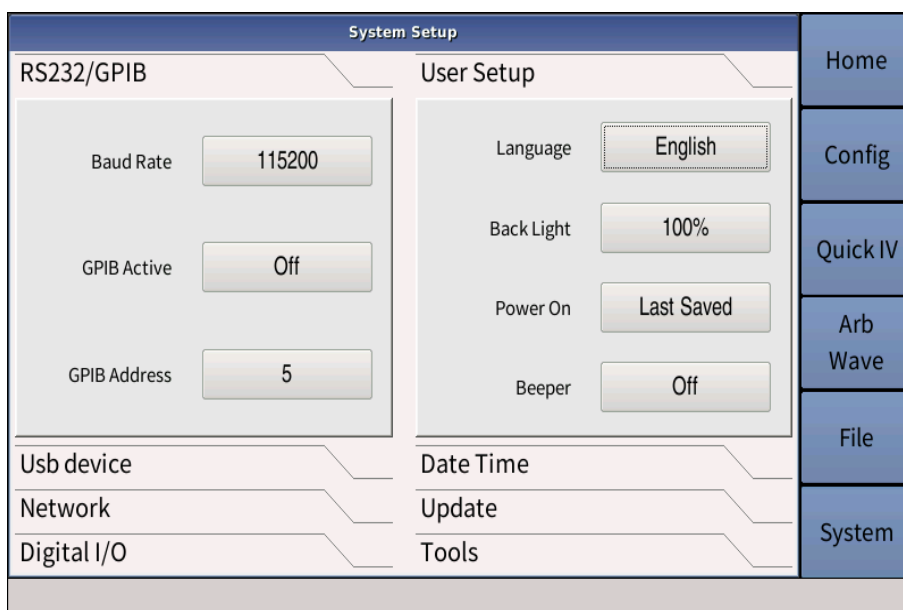 System Setup
RS232/GPIB
Baud Rate
115200
GPIB Active
Off
GPIB Address
5
Usb device
Network
Digital I/O
User Setup
Language
English
Back Light
100%
Power On
Last Saved
Beeper
Off
Date Time
Update
Tools
Home
Config
Quick IV
Arb
Wave
File
System